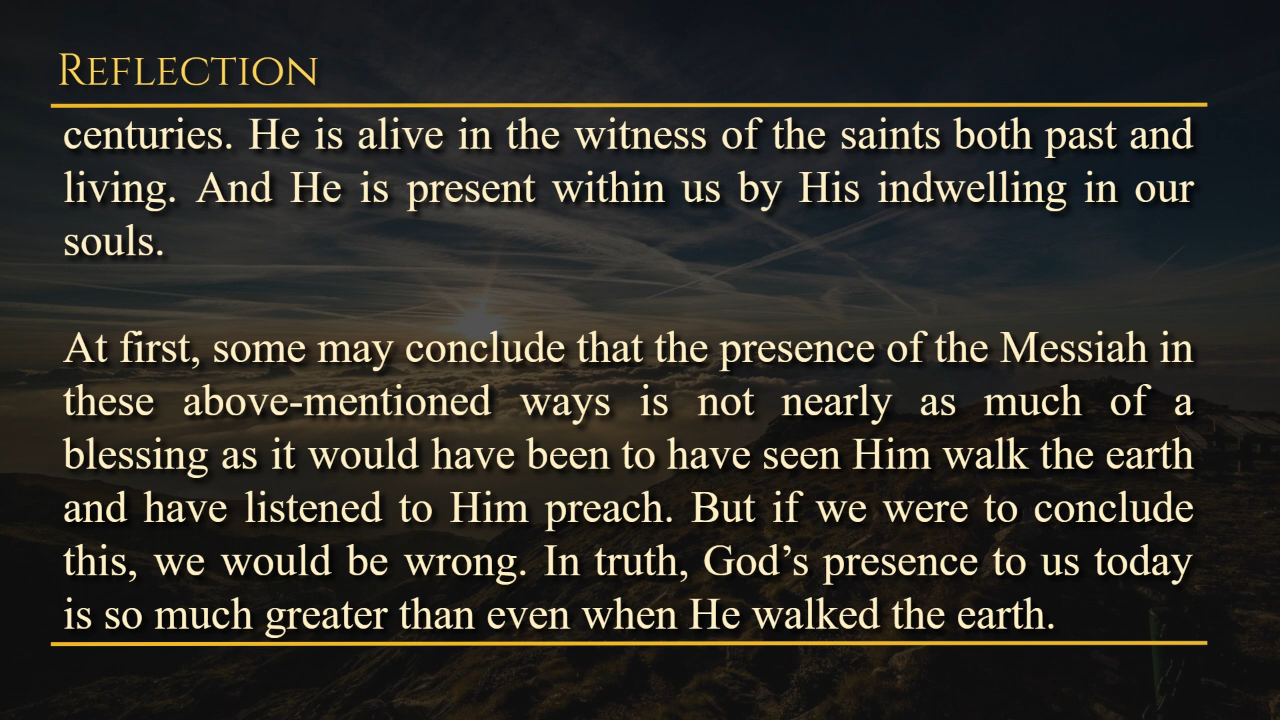 Reflection
centuries. He is alive in the witness of the saints both past and
living. And He is present within us by His indwelling in our
souls.
At first, some may conclude that the presence of the Messiah in
these above-mentioned ways is not nearly as much of a
blessing as it would have been to have seen Him walk the earth
and have listened to Him preach. But if we were to conclude
this, we would be wrong. In truth, God’s presence to us today
is so much greater than even when He walked the earth.